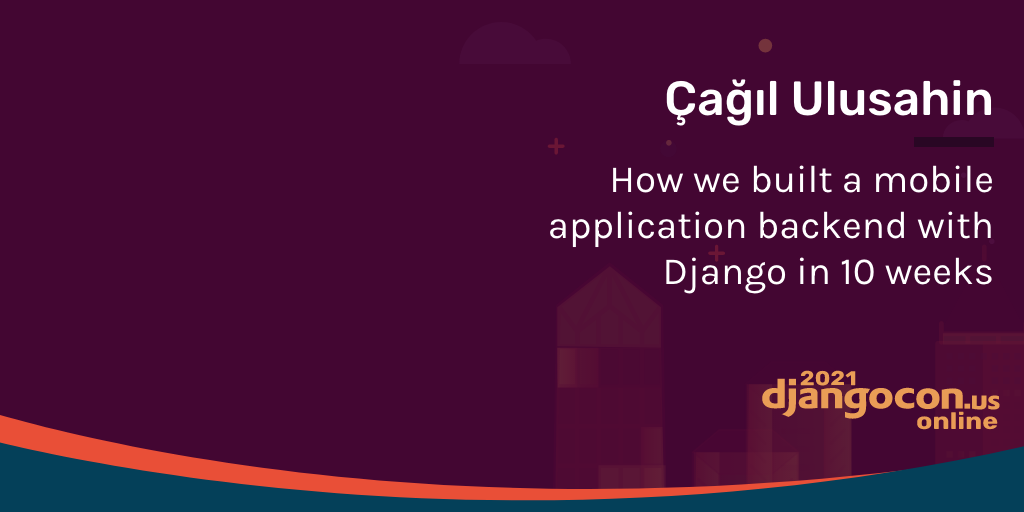 Çağıl Ulusahin
How we built a mobile
application backend with
Django in 10 weeks
2021
djangocon.us
online